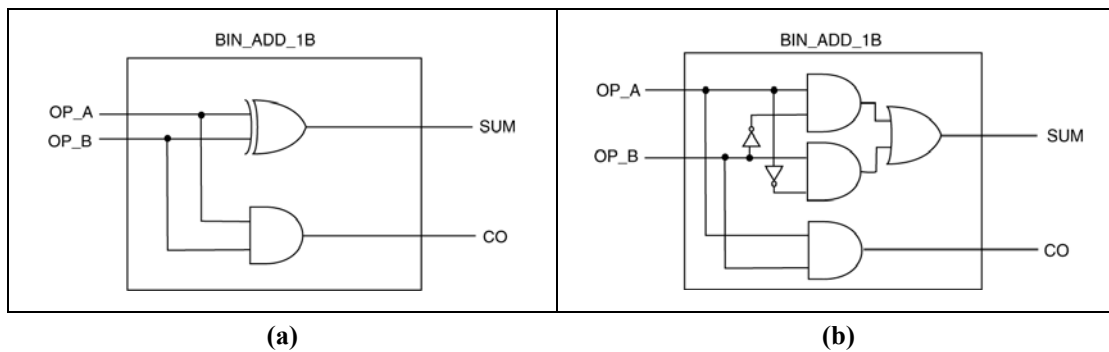 BIN_ADD_1B
OP_A
OP_B
SUM
CO
(a)
BIN_ADD_1B
OP_A
OP_B
SUM
CO
(b)